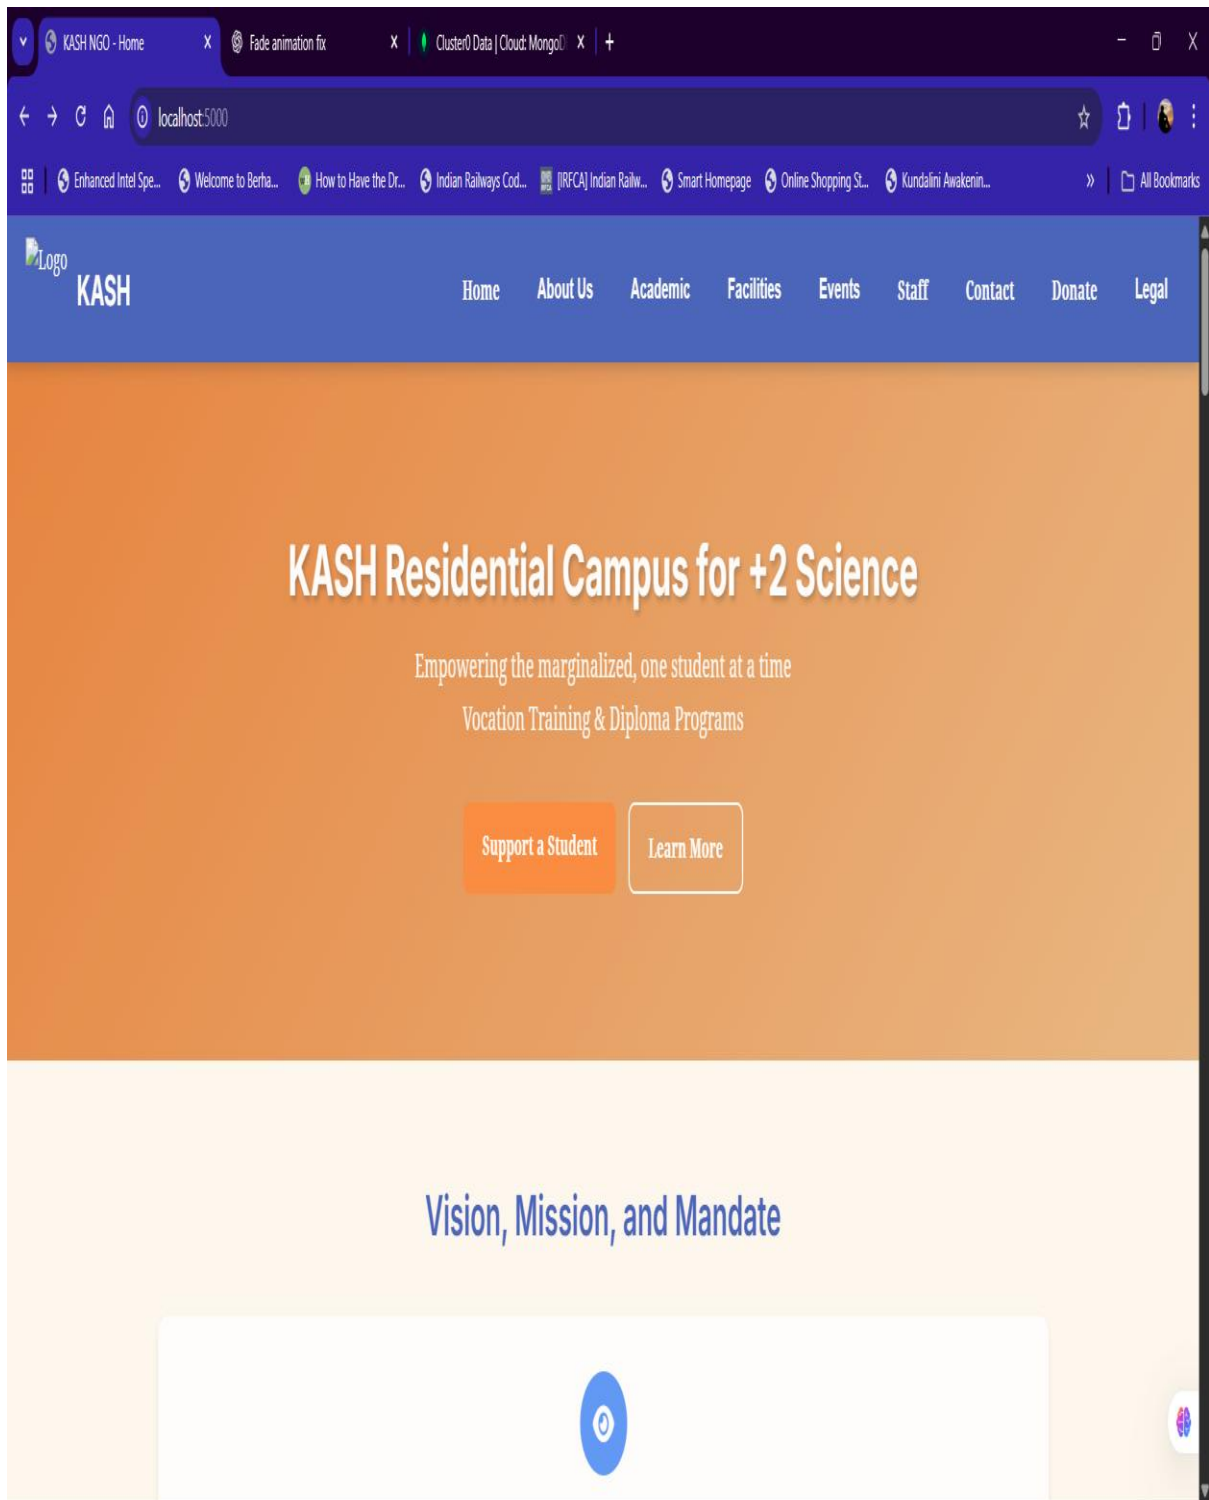 KASH NGO - Home
Fade animation fix
Cluster0 Data | Cloud: MongoD
localhost:5000
Enhanced Intel Spe...
Welcome to Berha...
How to Have the Dr...
Indian Railways Cod...
[IRFCA] Indian Railw...
Smart Homepage
Online Shopping St...
Kundalini Awakenin...
»
All Bookmarks
Logo
KASH
Home
About Us
Academic
Facilities
Events
Staff
Contact
Donate
Legal
KASH Residential Campus for +2 Science
Empowering the marginalized, one student at a time
Vocation Training & Diploma Programs
Support a Student
Learn More
Vision, Mission, and Mandate